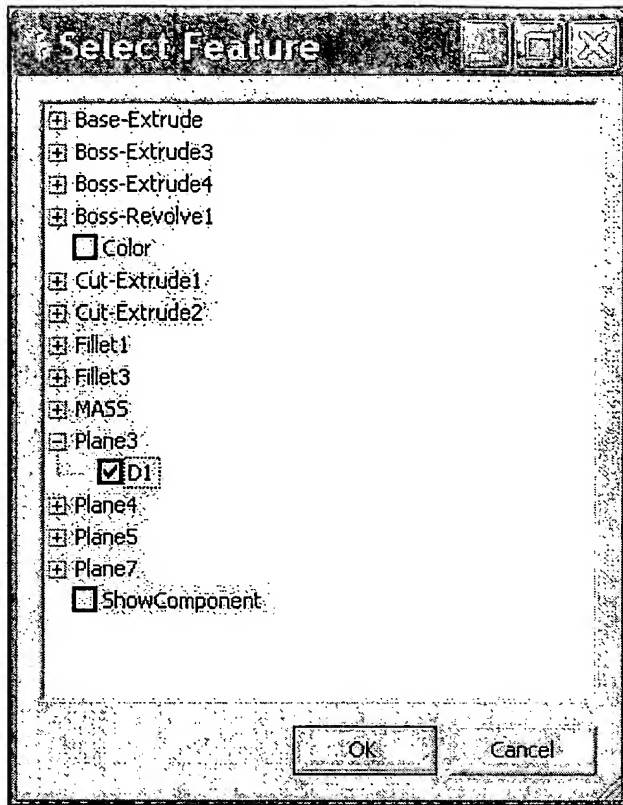 Select Feature
Base-Extrude
Boss-Extrude3
Boss-Extrude4
Boss-Revolve1
Color
Cut-Extrude1
Cut-Extrude2
Fillet1
Fillet3
MASS
Plane3
D1
Plane4
Plane5
Plane7
ShowComponent
OK Cancel